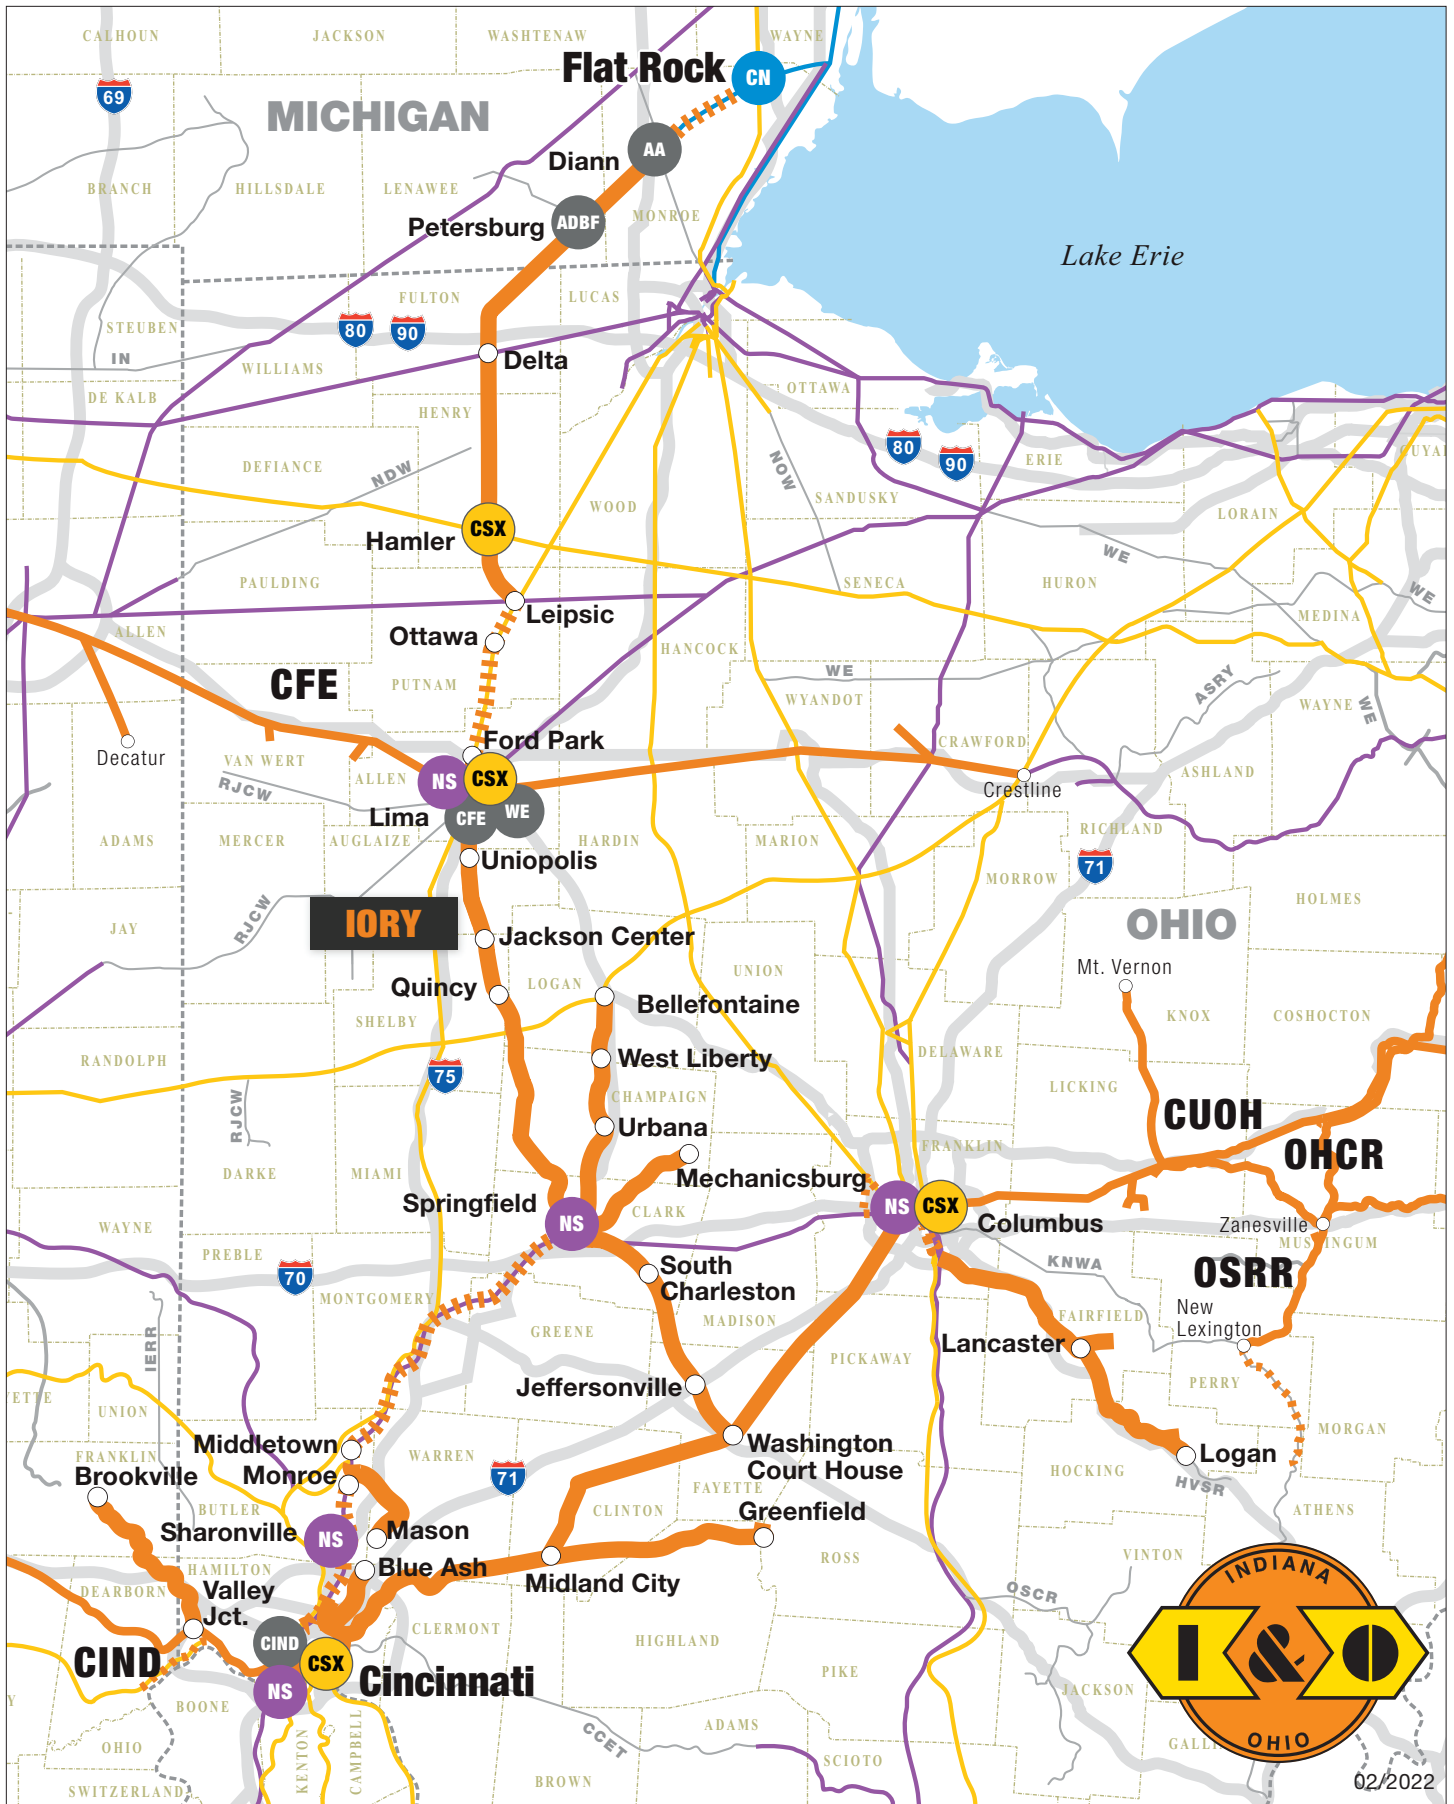 CALHOUN
JACKSON
WASHTENAW
WAYNE
Flat Rock
CN
69
MICHIGAN
AA
Diann
BRANCH
HILLSDALE
LENAWEE
MONROE
ADBF
Petersburg
Lake Erie
FULTON
LUCAS
STEUBEN
80
90
IN
WILLIAMS
Delta
OTTAWA
DE KALB
HENRY
80
90
ERIE
CUYA
DEFIANCE
NDW
NOW
SANDUSKY
WOOD
LORAIN
CSX
Hamler
WE
PAULDING
SENECA
HURON
WE
Leipsic
MEDINA
ALLEN
Ottawa
HANCOCK
WE
CFE
PUTNAM
WYANDOT
ASRY
WAYNE
WE
Ford Park
CRAWFORD
Decatur
VAN WERT
ALLEN
NS
CSX
ASHLAND
RJCW
Crestline
Lima
CFE
WE
RICHLAND
ADAMS
MERCER
AUGLAIZE
HARDIN
MARION
Uniopolis
71
MORROW
HOLMES
IORY
RJCW
JAY
OHIO
Jackson Center
Mt. Vernon
UNION
Quincy
LOGAN
Bellefontaine
SHELBY
KNOX
COSHOCTON
RANDOLPH
West Liberty
DELAWARE
75
LICKING
CHAMPAIGN
RJCW
CUOH
Urbana
FRANKLIN
OHCR
DARKE
MIAMI
Mechanicsburg
Springfield
CLARK
NS
NS
CSX
Columbus
WAYNE
Zanesville
PREBLE
MUSKINGUM
KNWA
70
South
Charleston
OSRR
MONTGOMERY
New
Lexington
GREENE
MADISON
FAIRFIELD
IERR
Lancaster
PICKAWAY
Jeffersonville
PERRY
YETTE
UNION
MORGAN
Middletown
WARREN
Washington
Court House
Logan
FRANKLIN
Brookville
Monroe
71
HOCKING
HVSR
FAYETTE
BUTLER
CLINTON
Greenfield
ATHENS
Sharonville
NS
Mason
Blue Ash
ROSS
VINTON
HAMILTON
DEARBORN
Valley
Jct.
Midland City
OSCR
INDIANA
CIND
CLERMONT
HIGHLAND
I & O
CIND
CSX
Cincinnati
NS
PIKE
JACKSON
BOONE
OHIO
KENTON
CAMPBELL
CCET
ADAMS
SCIOTO
GALLI
OHIO
SWITZERLAND
BROWN
02/2022